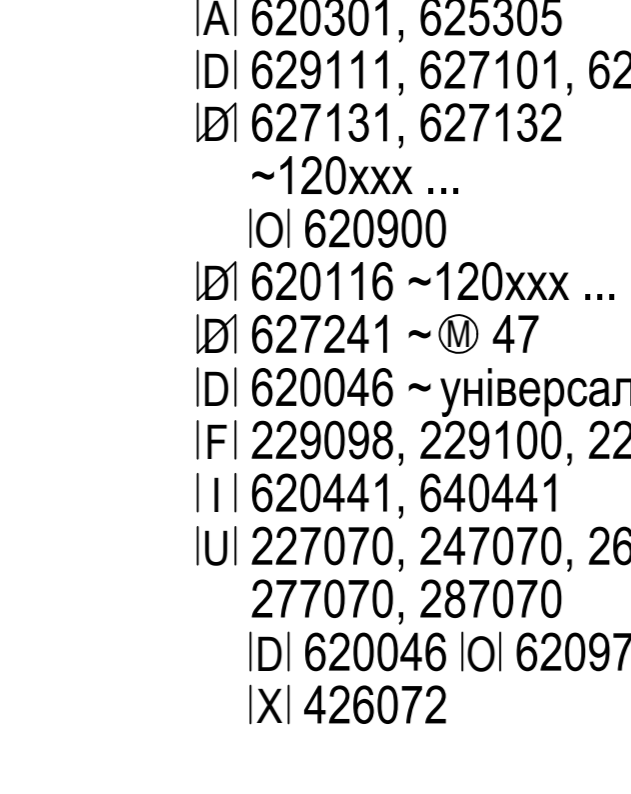 |A| 620301, 625305
|D| 629111, 627101, 62
|D̸| 627131, 627132
~120xxx ...
|O| 620900
|D̸| 620116 ~120xxx ...
|D̸| 627241 ~ Ⓜ 47
|D| 620046 ~ універсал
|F| 229098, 229100, 22
|I| 620441, 640441
|U| 227070, 247070, 26
277070, 287070
|D| 620046 |O| 62097
|X| 426072